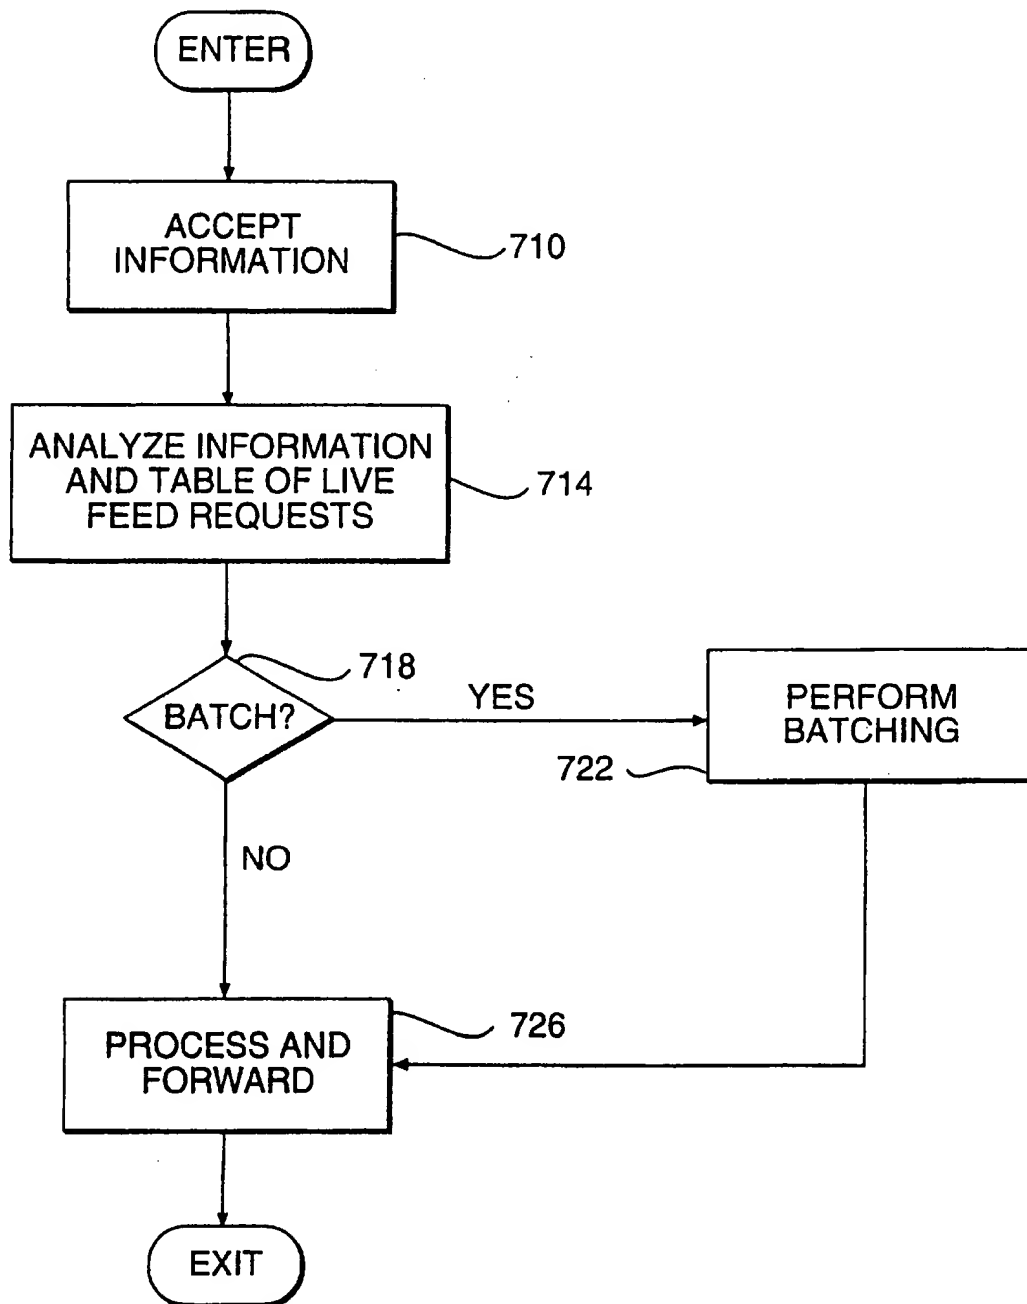 ENTER
ACCEPT
INFORMATION
710
ANALYZE INFORMATION
AND TABLE OF LIVE
FEED REQUESTS
714
718
BATCH?
YES
PERFORM
BATCHING
722
NO
PROCESS AND
FORWARD
726
EXIT